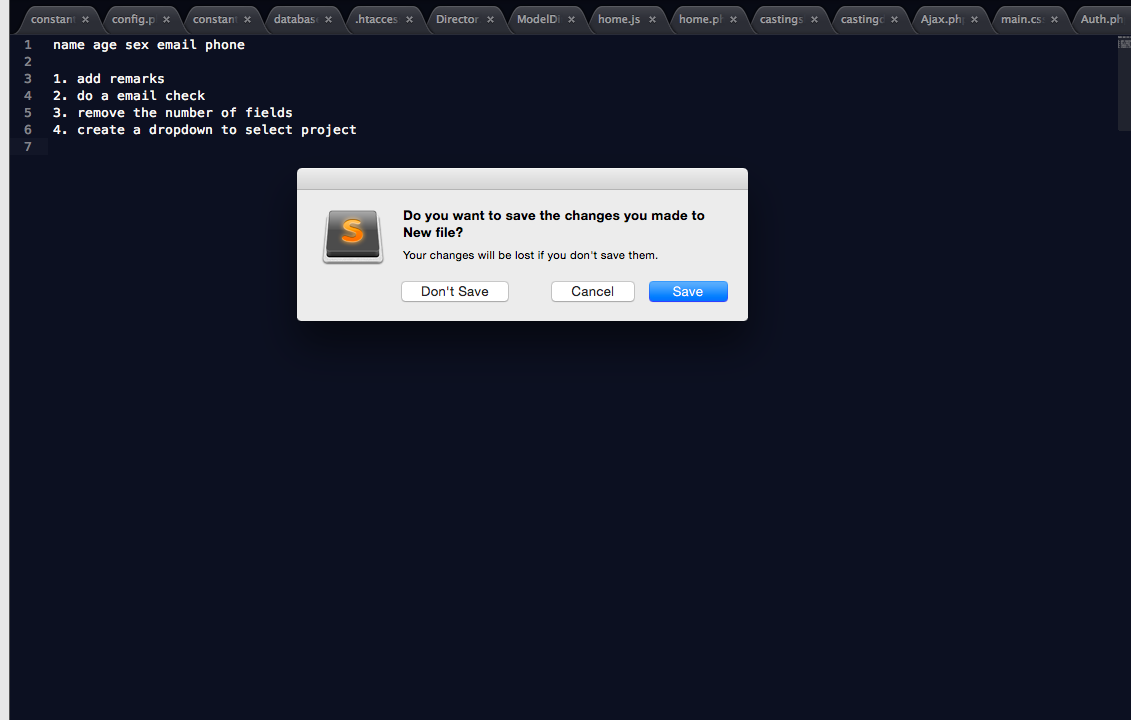 constant config.p constant database .htacces Director ModelDl home.js home.ph castings casting Ajax.ph main.cs Auth.ph
1 name age sex email phone
2
3 1. add remarks
4 2. do a email check
5 3. remove the number of fields
6 4. create a dropdown to select project
7
S
Do you want to save the changes you made to
New file?
Your changes will be lost if you don't save them.
Don't Save Cancel Save